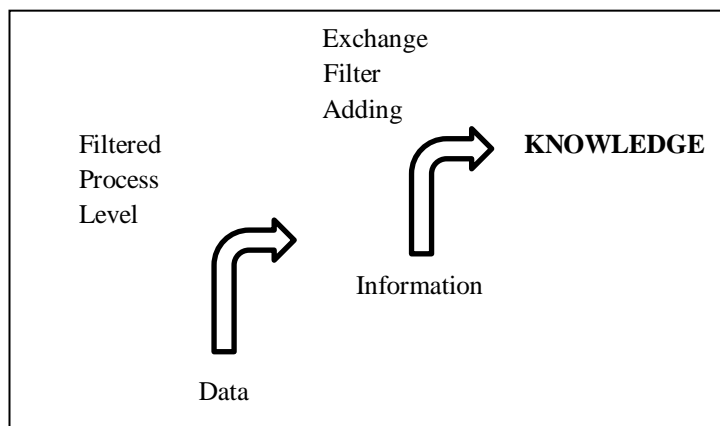 Exchange
Filter
Adding
KNOWLEDGE
Filtered
Process
Level
Information
Data